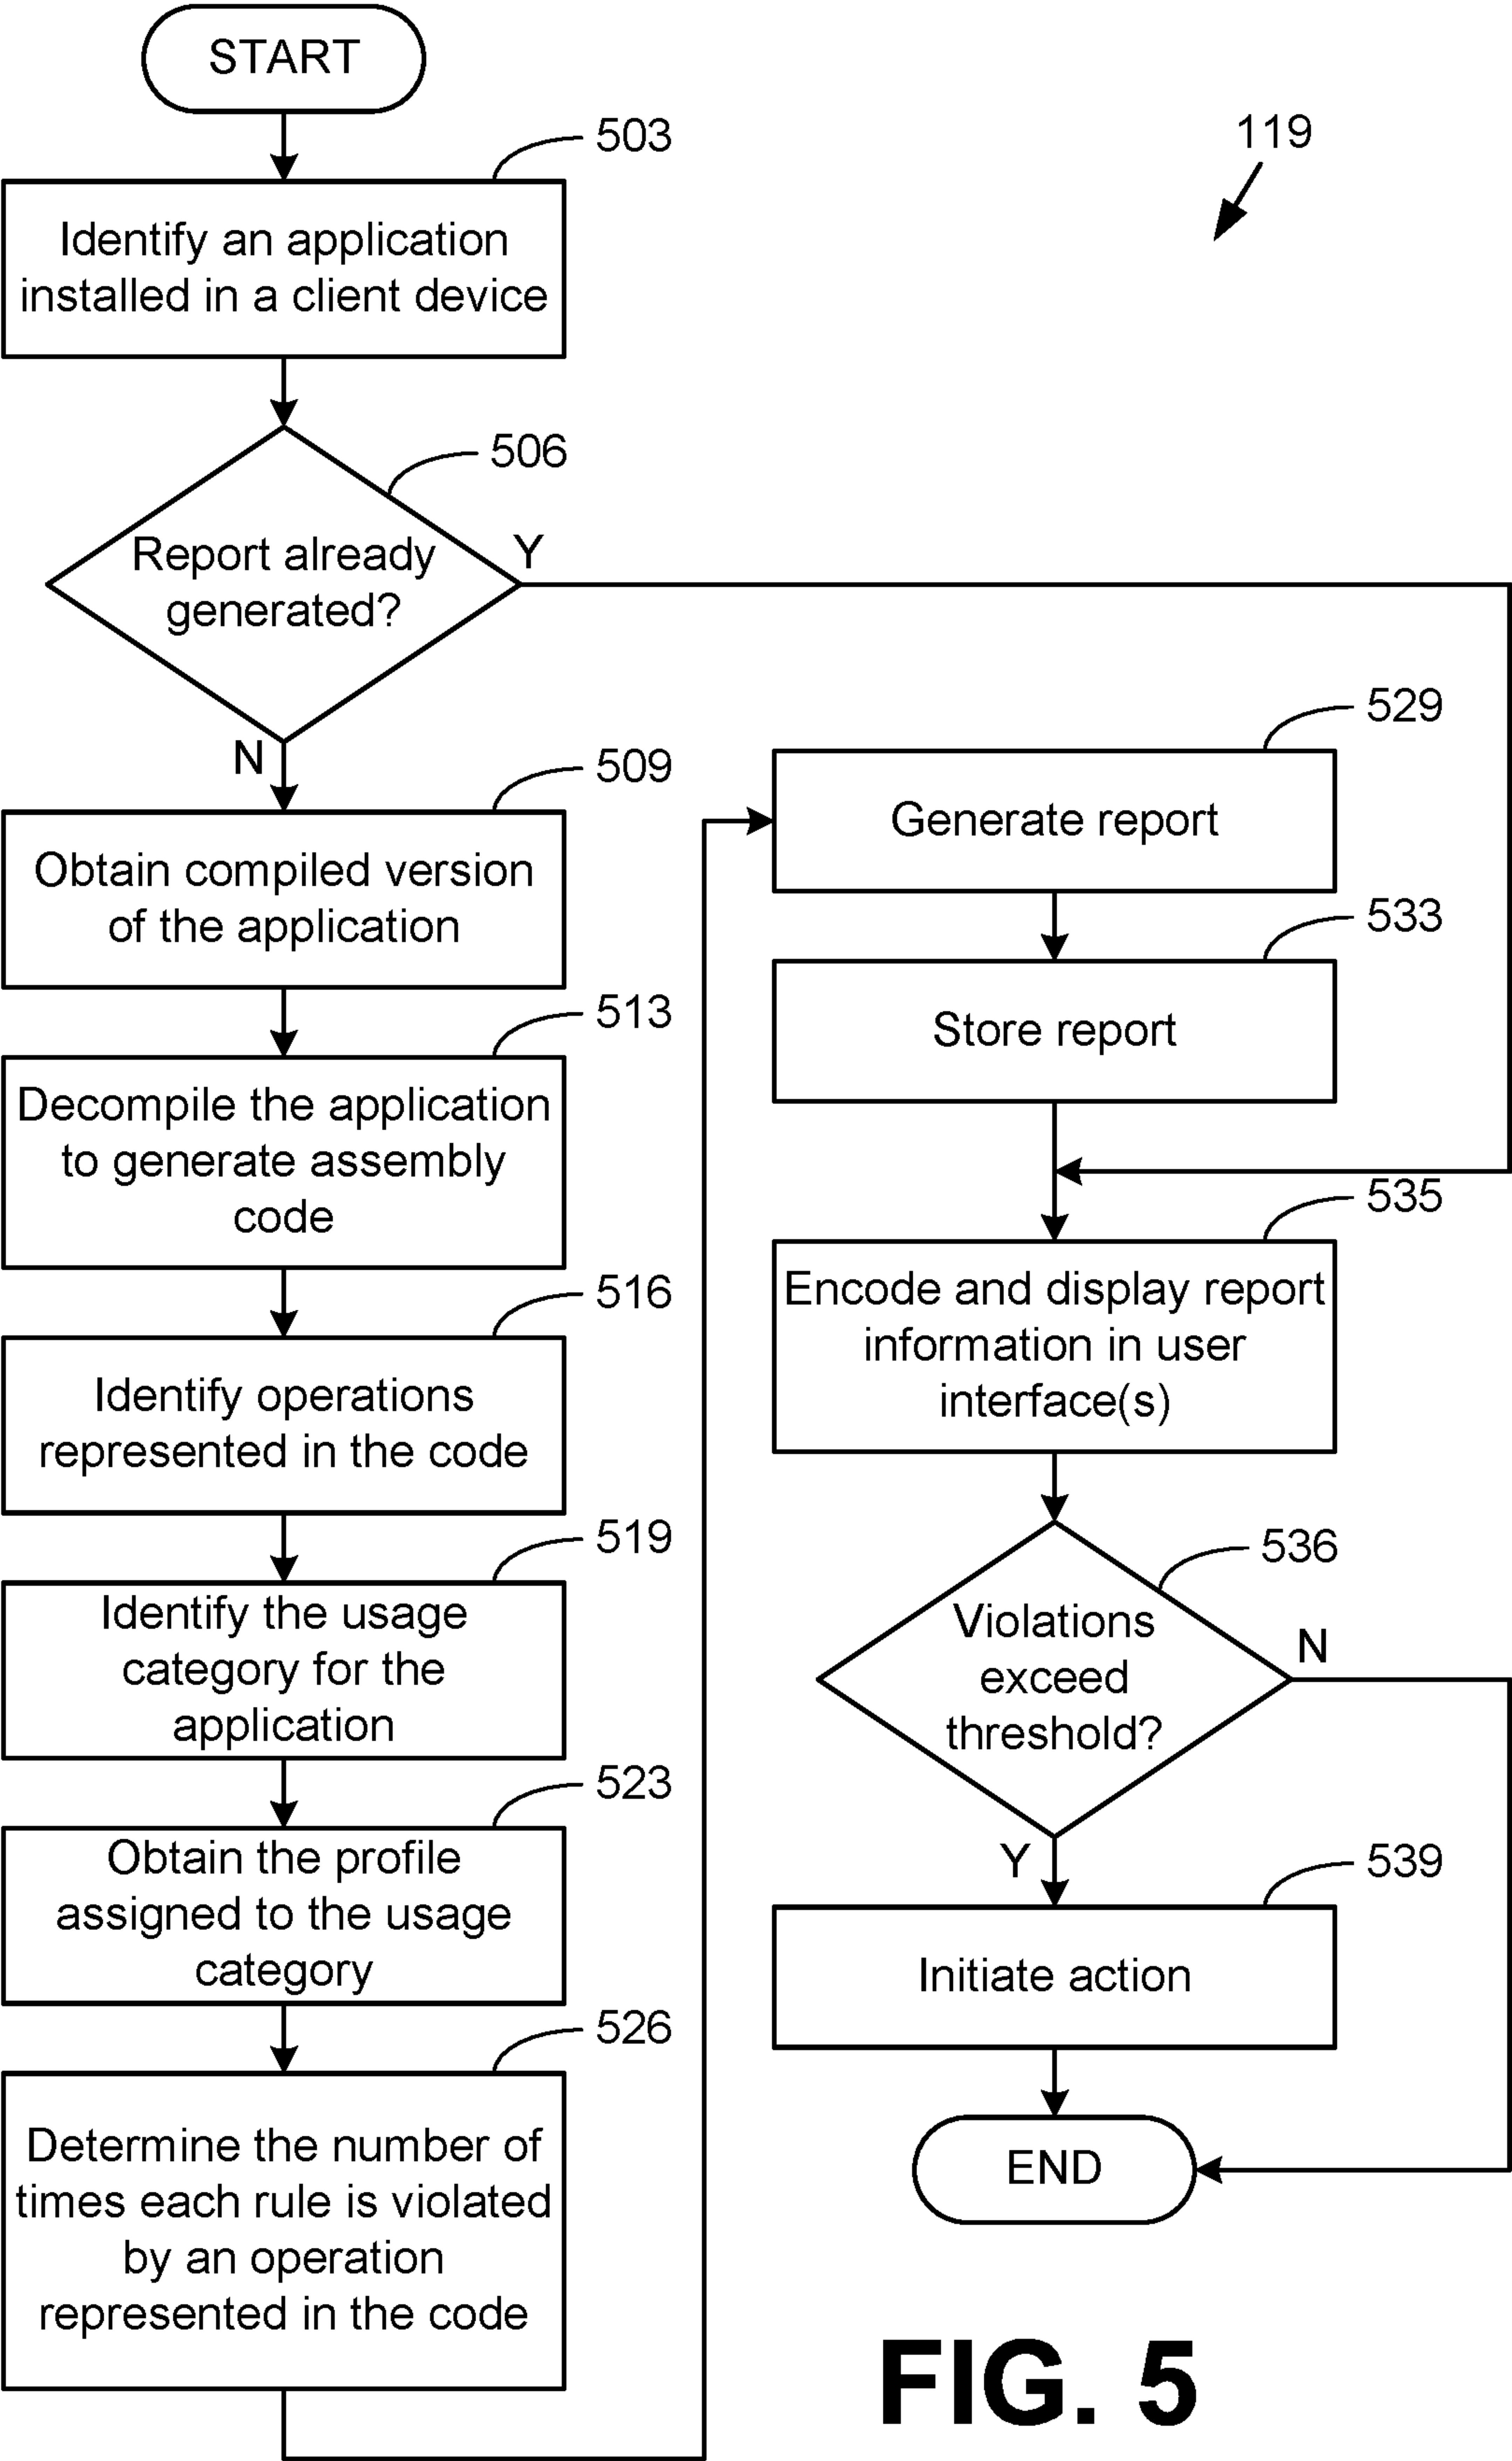 START
503
Identify an application
installed in a client device
506
Report already
generated?
Y
N
509
Obtain compiled version
of the application
513
Decompile the application
to generate assembly
code
516
Identify operations
represented in the code
519
Identify the usage
category for the
application
523
Obtain the profile
assigned to the usage
category
526
Determine the number of
times each rule is violated
by an operation
represented in the code
119
529
Generate report
533
Store report
535
Encode and display report
information in user
interface(s)
536
Violations
exceed
threshold?
N
Y
539
Initiate action
END
FIG. 5